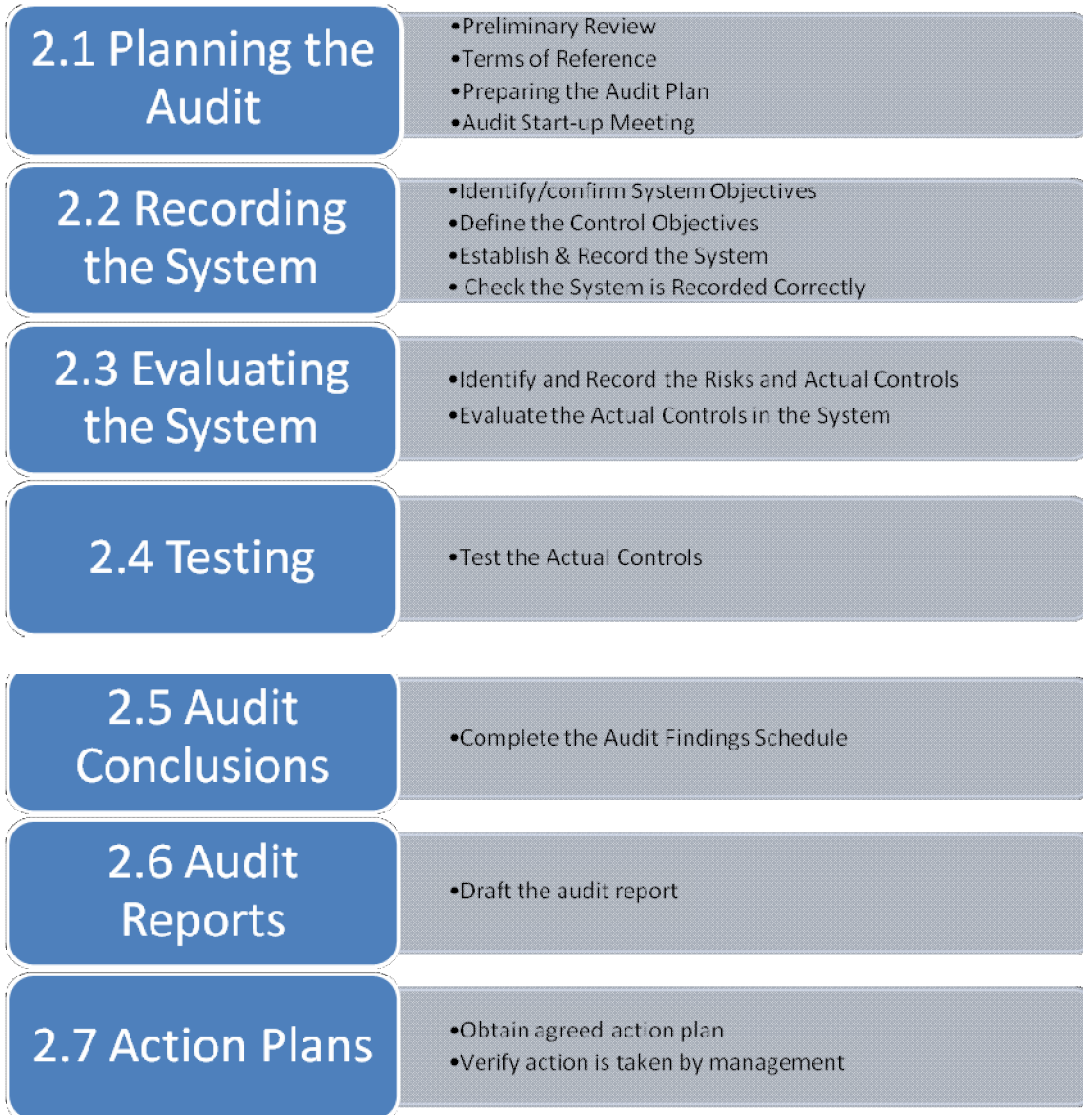 2.1 Planning the
Audit
•Preliminary Review
•Terms of Reference
•Preparing the Audit Plan
•Audit Start-up Meeting
2.2 Recording
the System
•Identify/confirm System Objectives
•Define the Control Objectives
•Establish & Record the System
• Check the System is Recorded Correctly
2.3 Evaluating
the System
•Identify and Record the Risks and Actual Controls
•Evaluate the Actual Controls in the System
2.4 Testing
•Test the Actual Controls
2.5 Audit
Conclusions
•Complete the Audit Findings Schedule
2.6 Audit
Reports
•Draft the audit report
2.7 Action Plans
•Obtain agreed action plan
•Verify action is taken by management